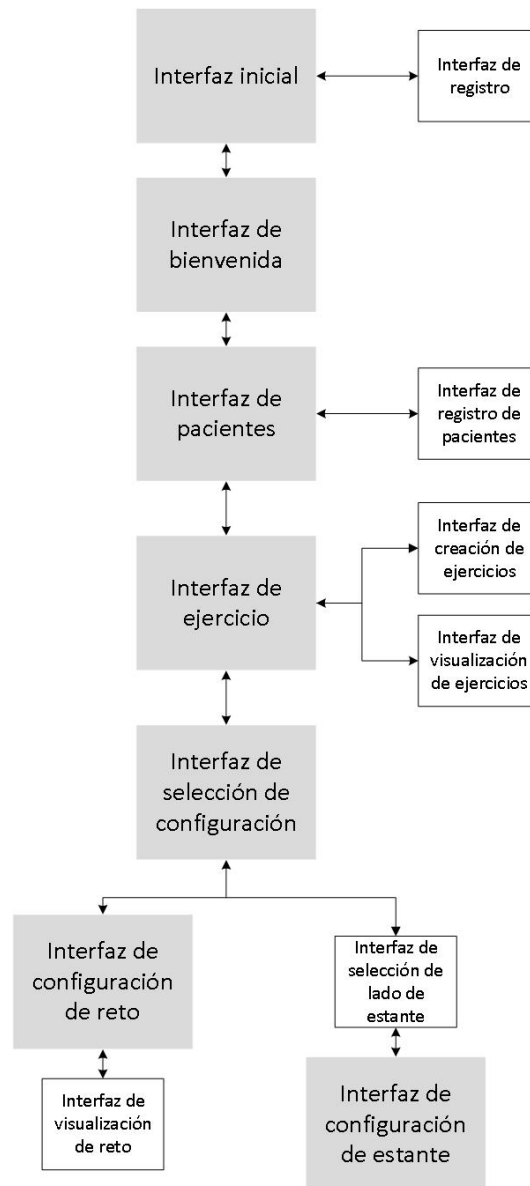 Interfaz inicial
Interfaz de
registro
Interfaz de
bienvenida
Interfaz de
pacientes
Interfaz de
registro de
pacientes
Interfaz de
ejercicio
Interfaz de
creación de
ejercicios
Interfaz de
visualización
de ejercicios
Interfaz de
selección de
configuración
Interfaz de
configuración
de reto
Interfaz de
selección de
lado de
estante
Interfaz de
visualización
de reto
Interfaz de
configuración
de estante